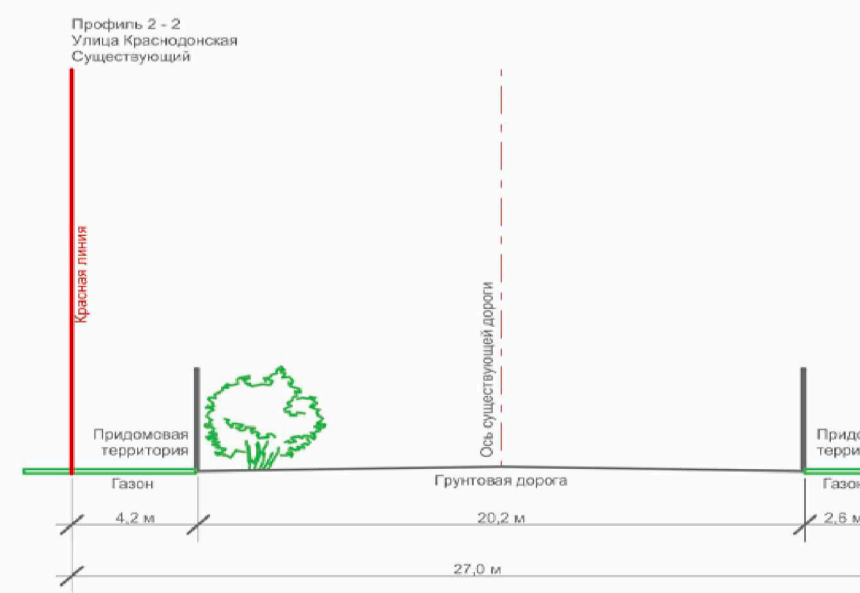 Профиль 2 - 2
Улица Краснодонская
Существующий
Красная линия
Ось существующей дороги
Придомовая
территория
Газон
Грунтовая дорога
4,2 м
20,2 м
2,6 м
27,0 м